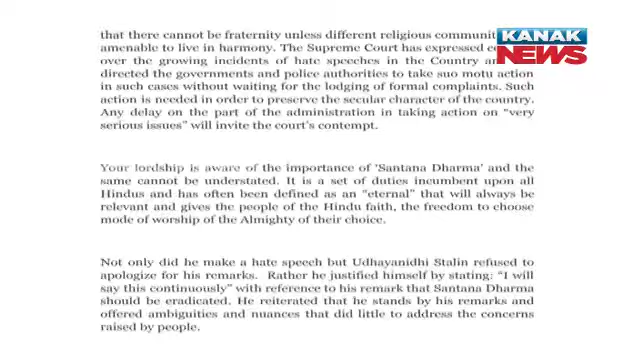 that there cannot be fraternity unless different religious
amenable to live in harmony. The Supreme Court has expressed
over the growing incidents of hate speeches in the Country
directed the governments and police authorities to take suo motu action
in such cases without waiting for the lodging of formal complaints. Such
action is needed in order to preserve the secular character of the country.
Any delay on the part of the administration in taking action on “very
serious issues” will invite the court’s contempt.
Your lordship is aware of the importance of 'Santana Dharma' and the
same cannot be understated. It is a set of duties incumbent upon all
Hindus and has often been defined as an “eternal” that will always be
relevant and gives the people of the Hindu faith, the freedom to choose
mode of worship of the Almighty of their choice.
Not only did he make a hate speech but Udhayanidhi Stalin refused to
apologize for his remarks. Rather he justified himself by stating: “I will
say this continuously” with reference to his remark that Santana Dharma
should be eradicated. He reiterated that he stands by his remarks and
offered ambiguities and nuances that did little to address the concerns
raised by people.
KANAK
NEWS